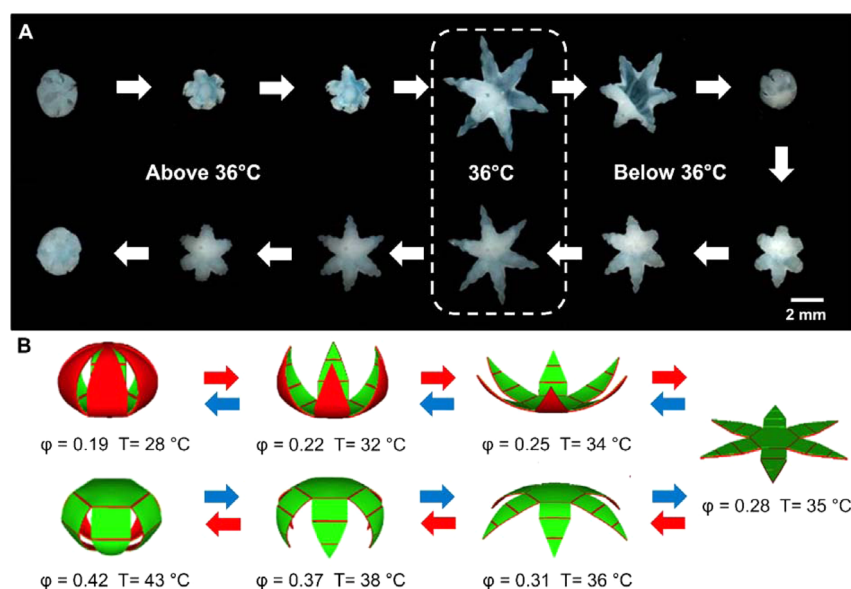 A
Above 36°C
36°C
Below 36°C
2 mm
B
φ = 0.19 T= 28 °C
φ = 0.22 T= 32 °C
φ = 0.25 T= 34 °C
φ = 0.28 T= 35 °C
φ = 0.42 T= 43 °C
φ = 0.37 T= 38 °C
φ = 0.31 T= 36 °C